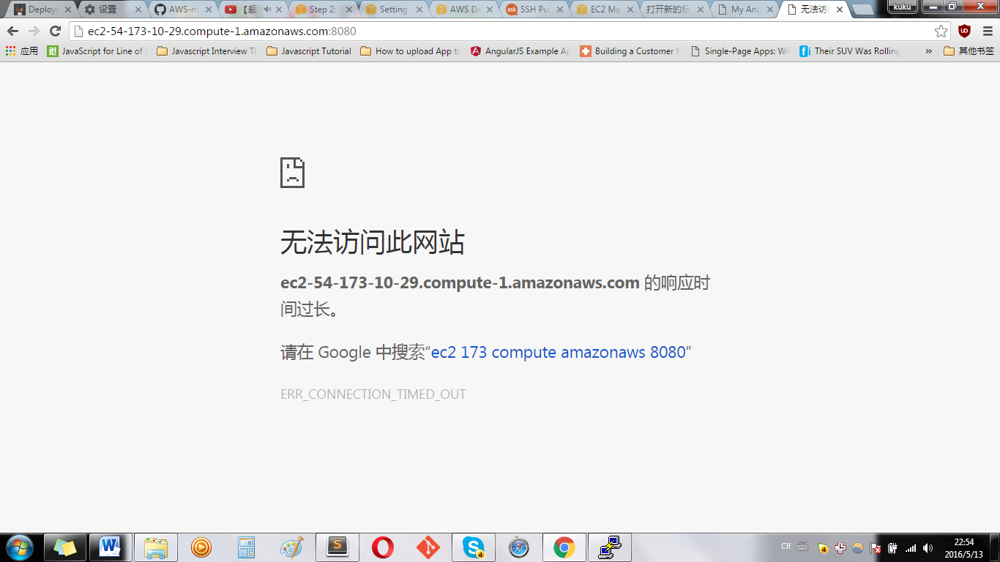 Deploy
设置
AWS-m
【超
Step 2:
Setting
AWS De
SSH Pu
EC2 Ma
打开新的标
My Ang
无法访
kuku
ec2-54-173-10-29.compute-1.amazonaws.com:8080
应用
JavaScript for Line of
Javascript Interview TE
Javascript Tutorial
How to upload App to
AngularJS Example Ap
Building a Customer
Single-Page Apps: Wi
Their SUV Was Rolling
»
其他书签
无法访问此网站
ec2-54-173-10-29.compute-1.amazonaws.com 的响应时
间过长。
请在 Google 中搜索“ec2 173 compute amazonaws 8080”
ERR_CONNECTION_TIMED_OUT
CH
22:54
2016/5/13